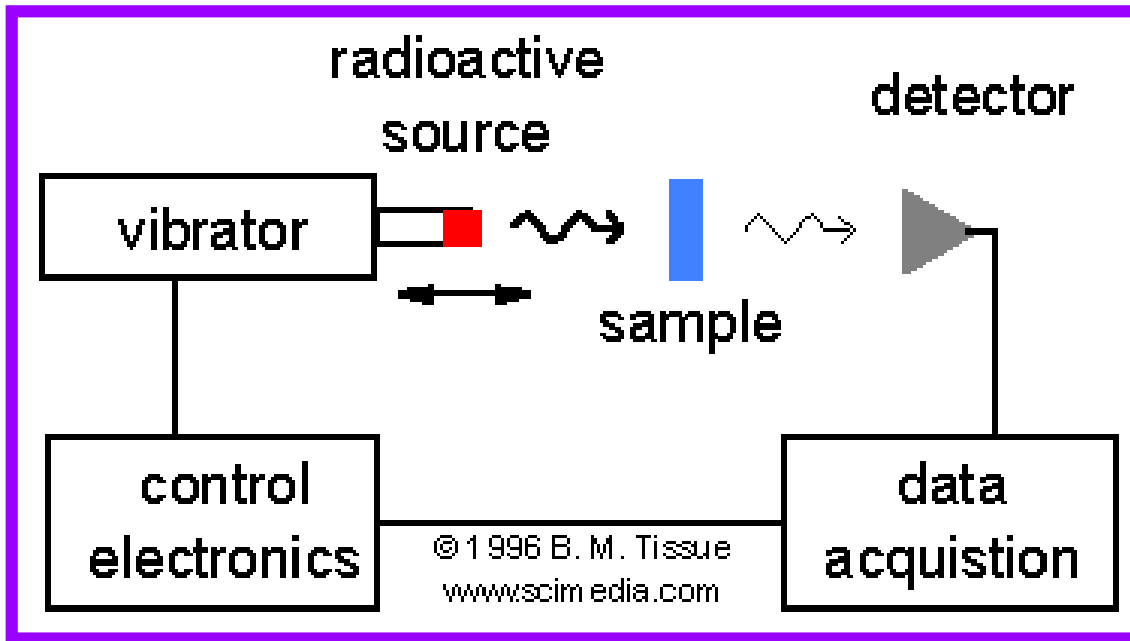 radioactive
source
detector
vibrator
sample
control
electronics
data
acquistion
© 1996 B. M. Tissue
www.scimedia.com